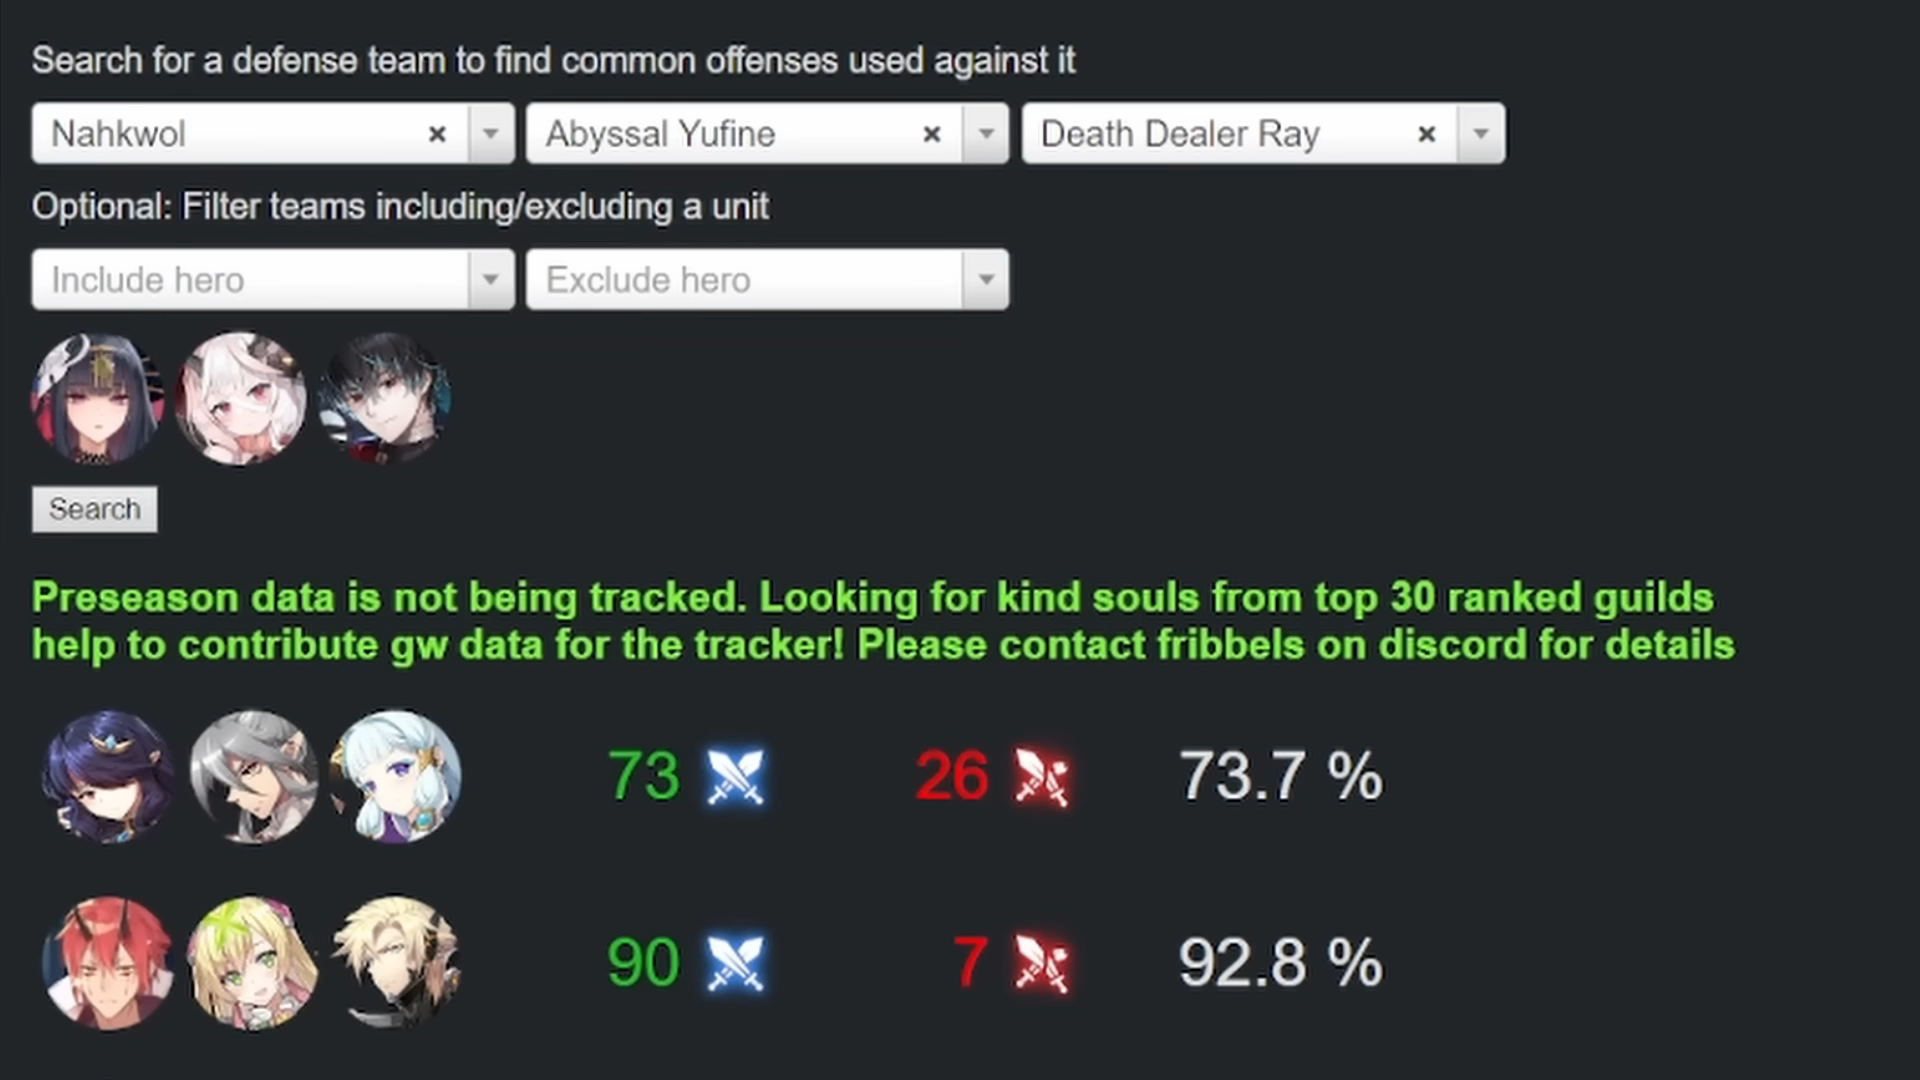 Search for a defense team to find common offenses used against it
Nahkwol Abyssal Yufine Death Dealer Ray
Optional: Filter teams including/excluding a unit
Include hero Exclude hero
Search
Preseason data is not being tracked. Looking for kind souls from top 30 ranked guilds
help to contribute gw data for the tracker! Please contact fribbels on discord for details
73 26 73.7 %
90 7 92.8 %